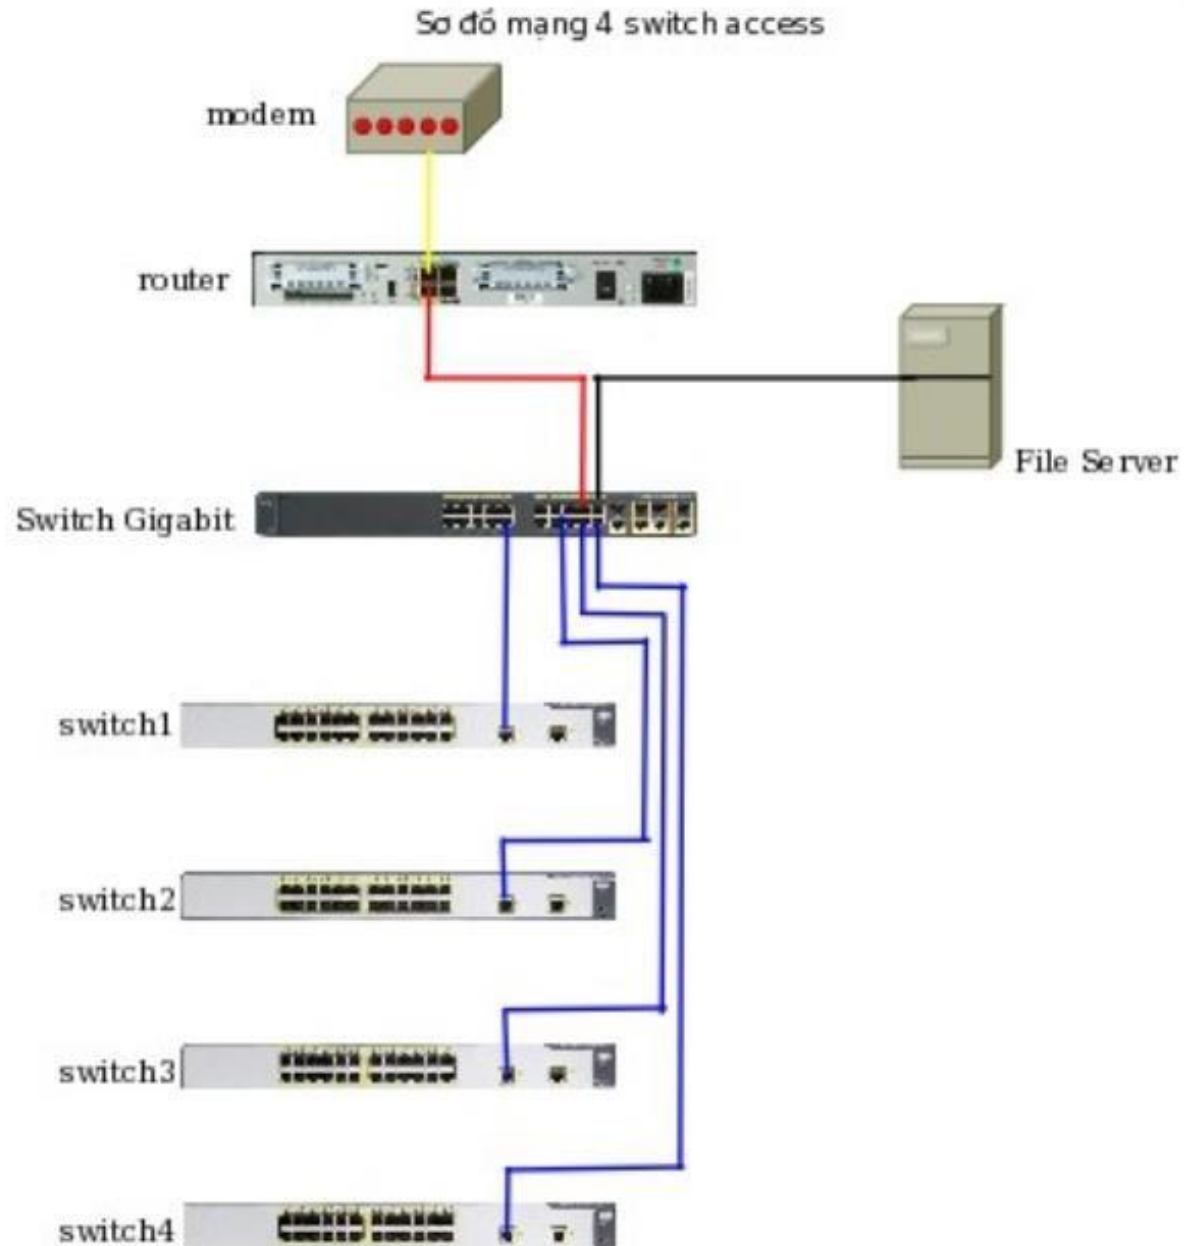 Sơ đồ mạng 4 switch access
modem
router
File Server
Switch Gigabit
switch1
switch2
switch3
switch4